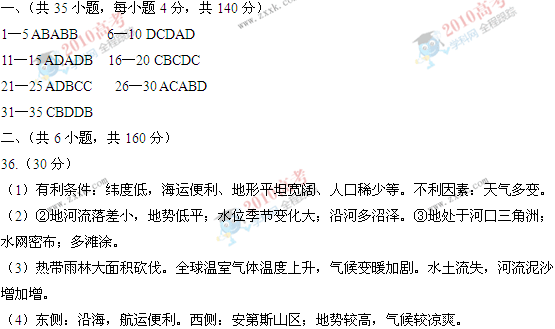 一、（共 35 小题，每小题 4 分，共 140 分）
1—5 ABABB 6—10 DCDAD
11—15 ADADB 16—20 CBCDC
21—25 ADBCC 26—30 ACABD
31—35 CBDDB
二、（共 6 小题，共 160 分）
36.（30 分）
（1）有利条件：纬度低，海运便利、地形平坦宽阔、人口稀少等。不利因素：天气多变。
（2）②地河流落差小，地势低平；水位季节变化大；沿河多沼泽。③地处于河口三角洲；
水网密布；多滩涂。
（3）热带雨林大面积砍伐。全球温室气体温度上升，气候变暖加剧。水土流失，河流泥沙
增加增。
（4）东侧：沿海，航运便利。西侧：安第斯山区；地势较高，气候较凉爽。